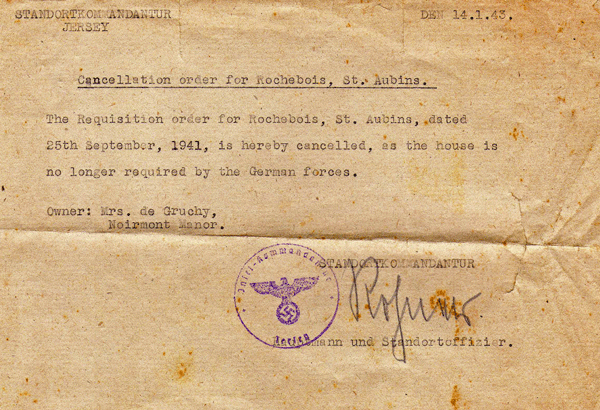 STANDORTKOMMANDANTUR DEN 14.1.43.
JERSEY
Cancellation order for Rochebois, St. Aubins.
The Requisition order for Rochebois, St. Aubins, dated
25th September, 1941, is hereby cancelled, as the house is
no longer required by the German forces.
Owner: Mrs. de Gruchy,
Noirmont Manor.
STANDORTKOMMANDANTUR
Jersey
mann und Standortoffizier.